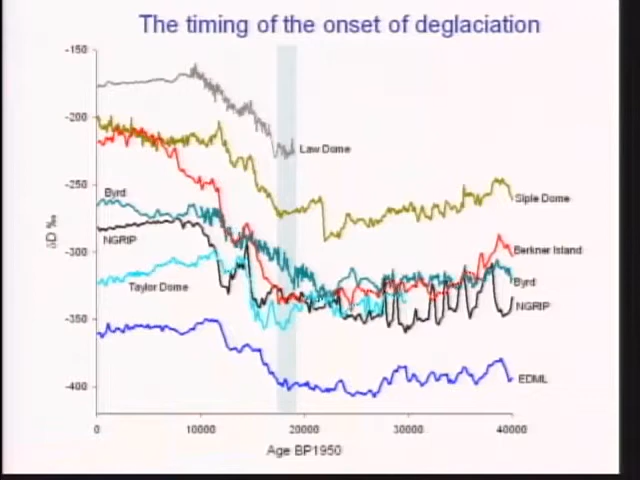 The timing of the onset of deglaciation
-150
-200
-250
-300
-350
-400
δD ‰
Law Dome
Siple Dome
Byrd
NGRIP
Taylor Dome
Berkner Island
Byrd
NGRIP
EDML
0
10000
20000
30000
40000
Age BP1950